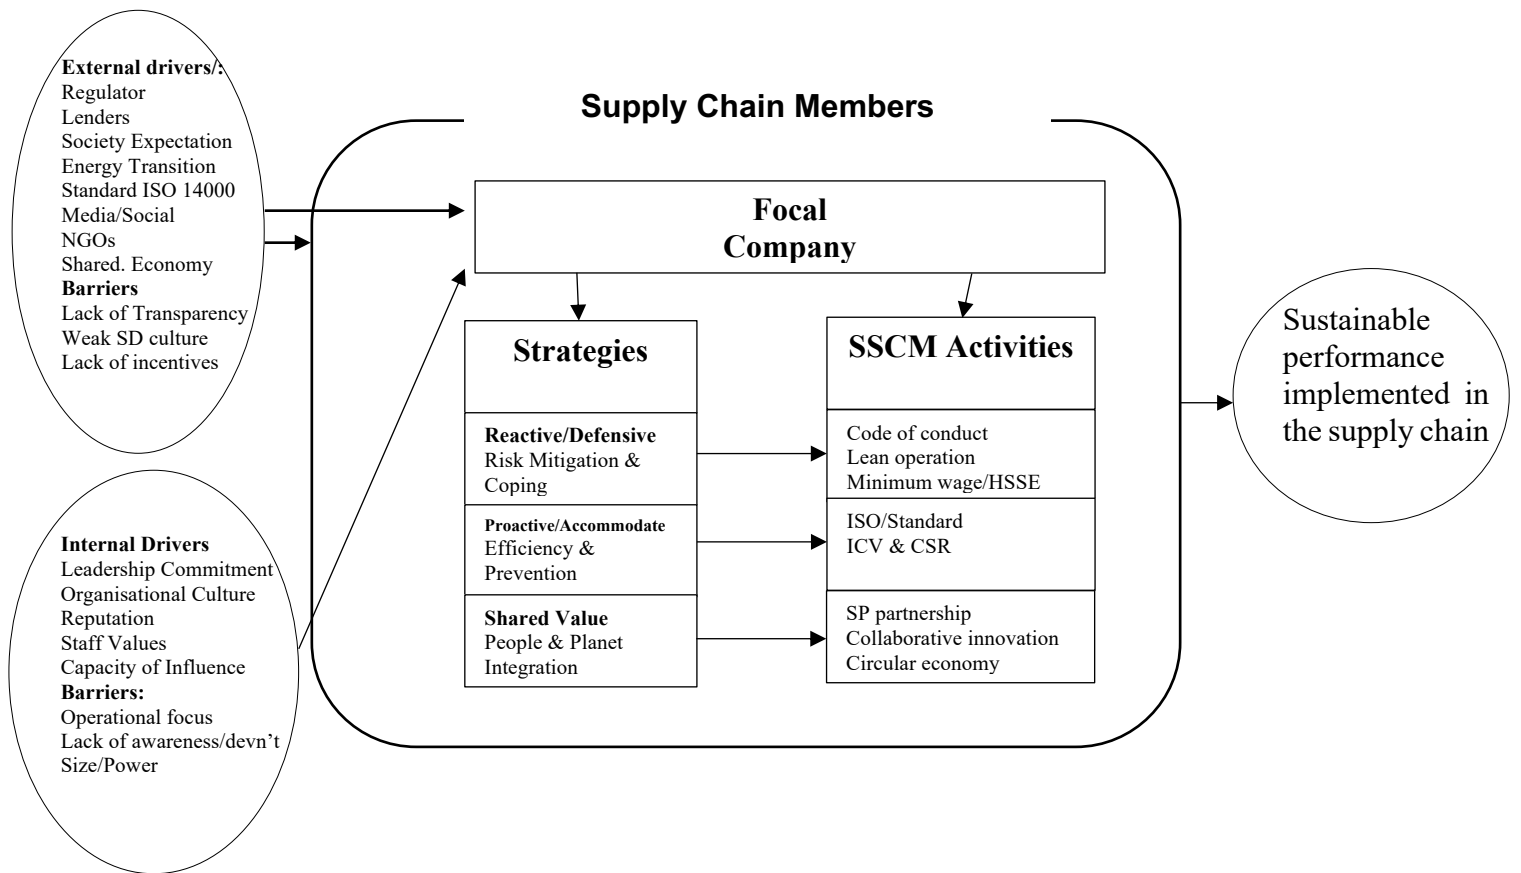 External drivers/:
Regulator
Lenders
Society Expectation
Energy Transition
Standard ISO 14000
Media/Social
NGOs
Shared. Economy
Barriers
Lack of Transparency
Weak SD culture
Lack of incentives
Internal Drivers
Leadership Commitment
Organisational Culture
Reputation
Staff Values
Capacity of Influence
Barriers:
Operational focus
Lack of awareness/devn’t
Size/Power
Supply Chain Members
Focal
Company
Strategies
Reactive/Defensive
Risk Mitigation &
Coping
Proactive/Accommodate
Efficiency &
Prevention
Shared Value
People & Planet
Integration
SSCM Activities
Code of conduct
Lean operation
Minimum wage/HSSE
ISO/Standard
ICV & CSR
SP partnership
Collaborative innovation
Circular economy
Sustainable
performance
implemented in
the supply chain